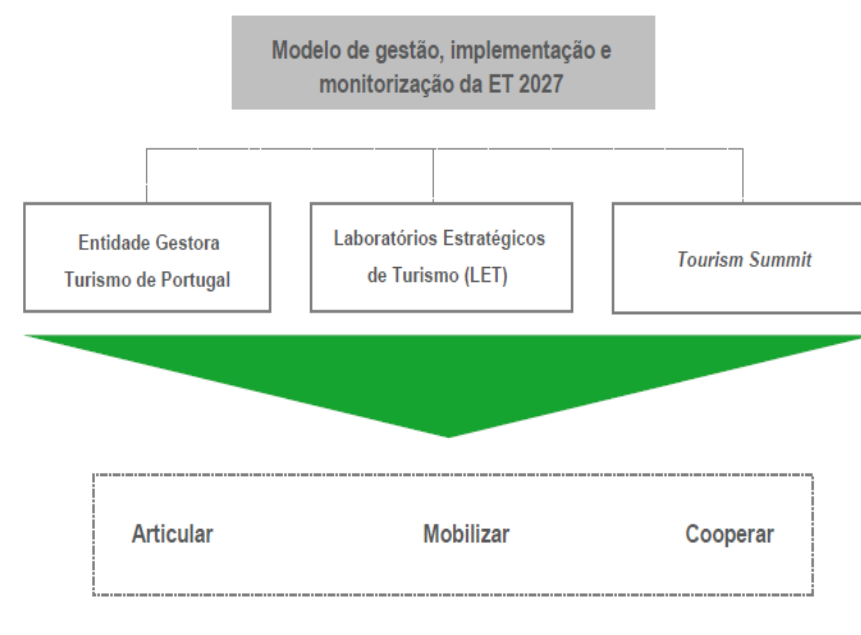 Modelo de gestão, implementação e
monitorização da ET 2027
Entidade Gestora
Turismo de Portugal
Laboratórios Estratégicos
de Turismo (LET)
Tourism Summit
Articular
Mobilizar
Cooperar